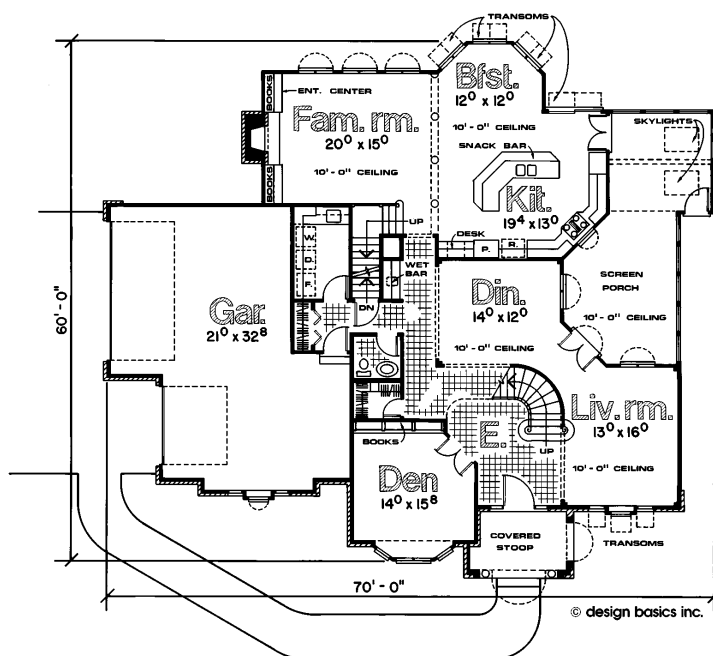 TRANSOMS
BOOKS
ENT. CENTER
Fam. rm.
20⁰ x 15⁰
10'-0" CEILING
BOOKS
Bfst.
12⁰ x 12⁰
10'-0" CEILING
SNACK BAR
Kit.
19⁴ x 13⁰
SKYLIGHTS
UP
DESK
P.
R.
W.
D.
F.
WET
BAR
DN
SCREEN
PORCH
10'-0" CEILING
Gar.
21⁰ x 32⁸
Din.
14⁰ x 12⁰
10'-0" CEILING
60'-0"
Liv. rm.
13⁰ x 16⁰
10'-0" CEILING
E.
UP
BOOKS
Den
14⁰ x 15⁸
COVERED
STOOP
TRANSOMS
70'-0"
© design basics inc.